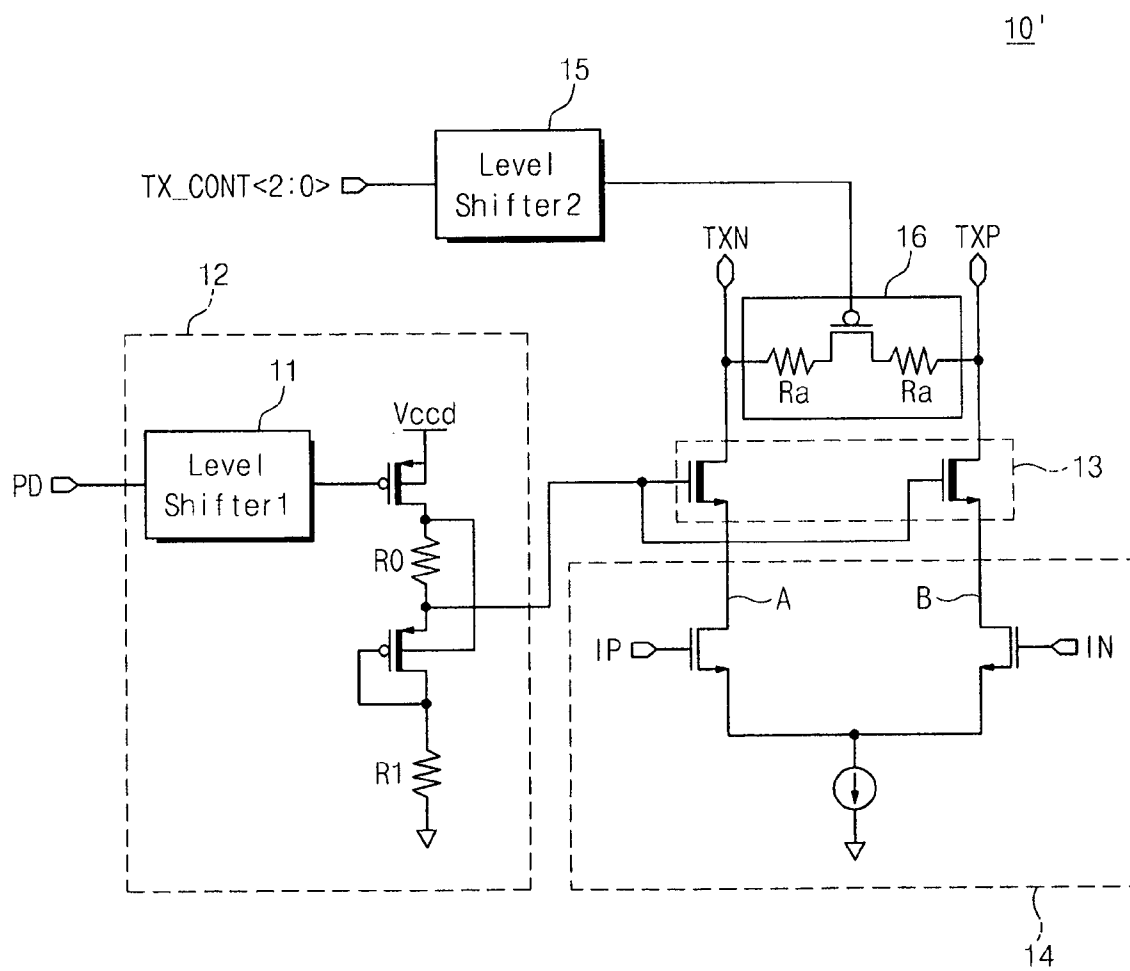 10'
15
Level
Shifter2
TX_CONT<2:0>
TXN
16
TXP
12
Ra
Ra
11
Vccd
Level
Shifter1
PD
13
R0
A
B
IP
IN
R1
14